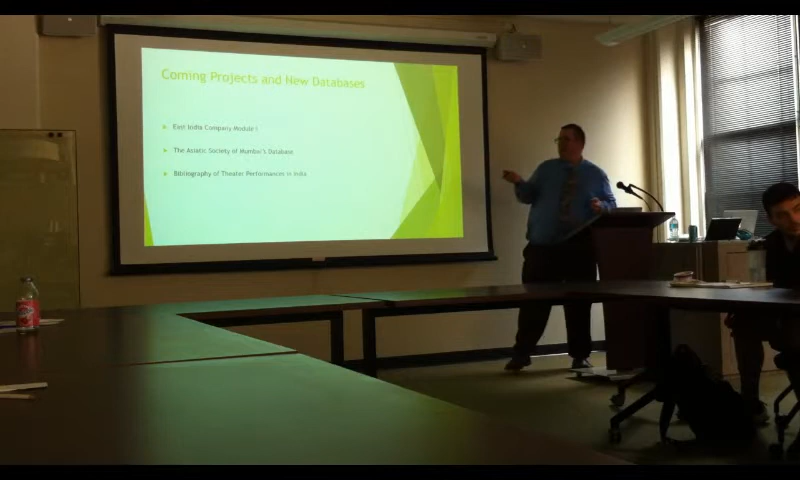 Coming Projects and New Databases
East India Company Module I
The Asiatic Society of Mumbai's Database
Bibliography of Theater Performances in India